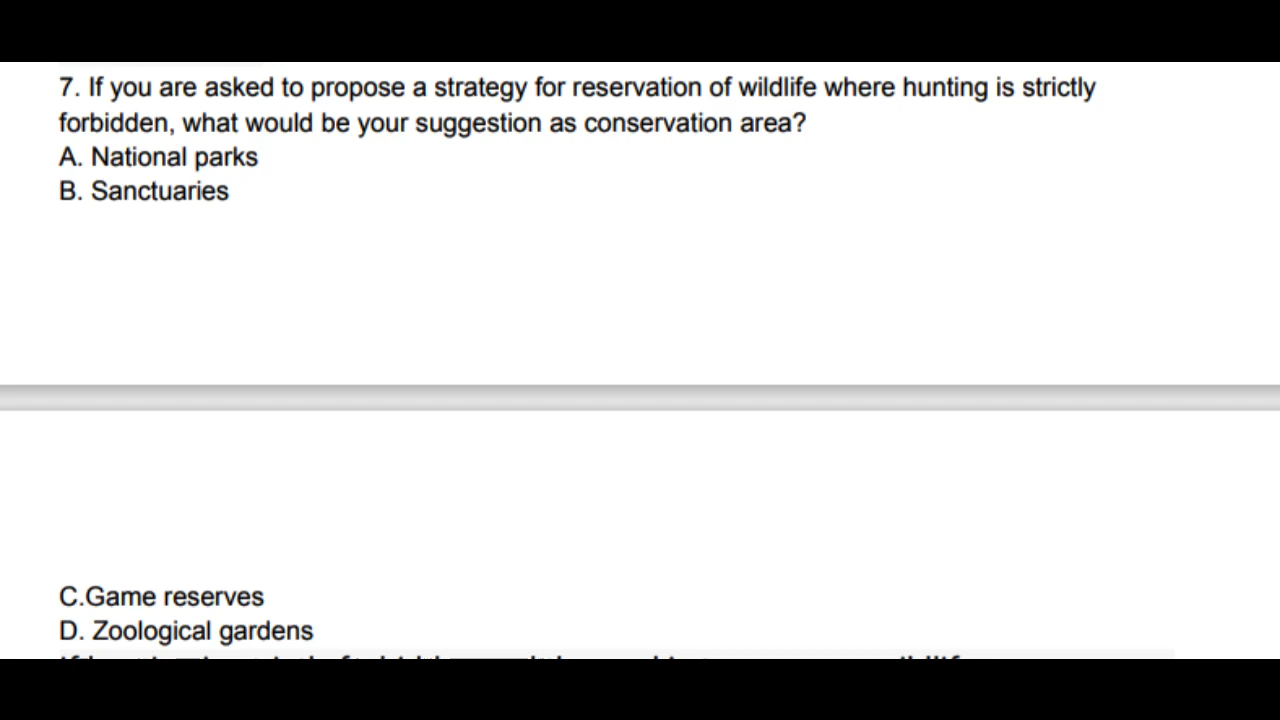 7. If you are asked to propose a strategy for reservation of wildlife where hunting is strictly
forbidden, what would be your suggestion as conservation area?
A. National parks
B. Sanctuaries
C.Game reserves
D. Zoological gardens